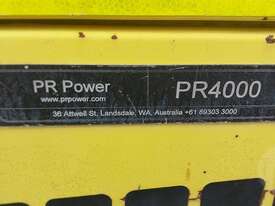 PR Power PR4000
www.prpower.com
36 Attwell St, Landsdale, WA, Australia +61 89303 3000